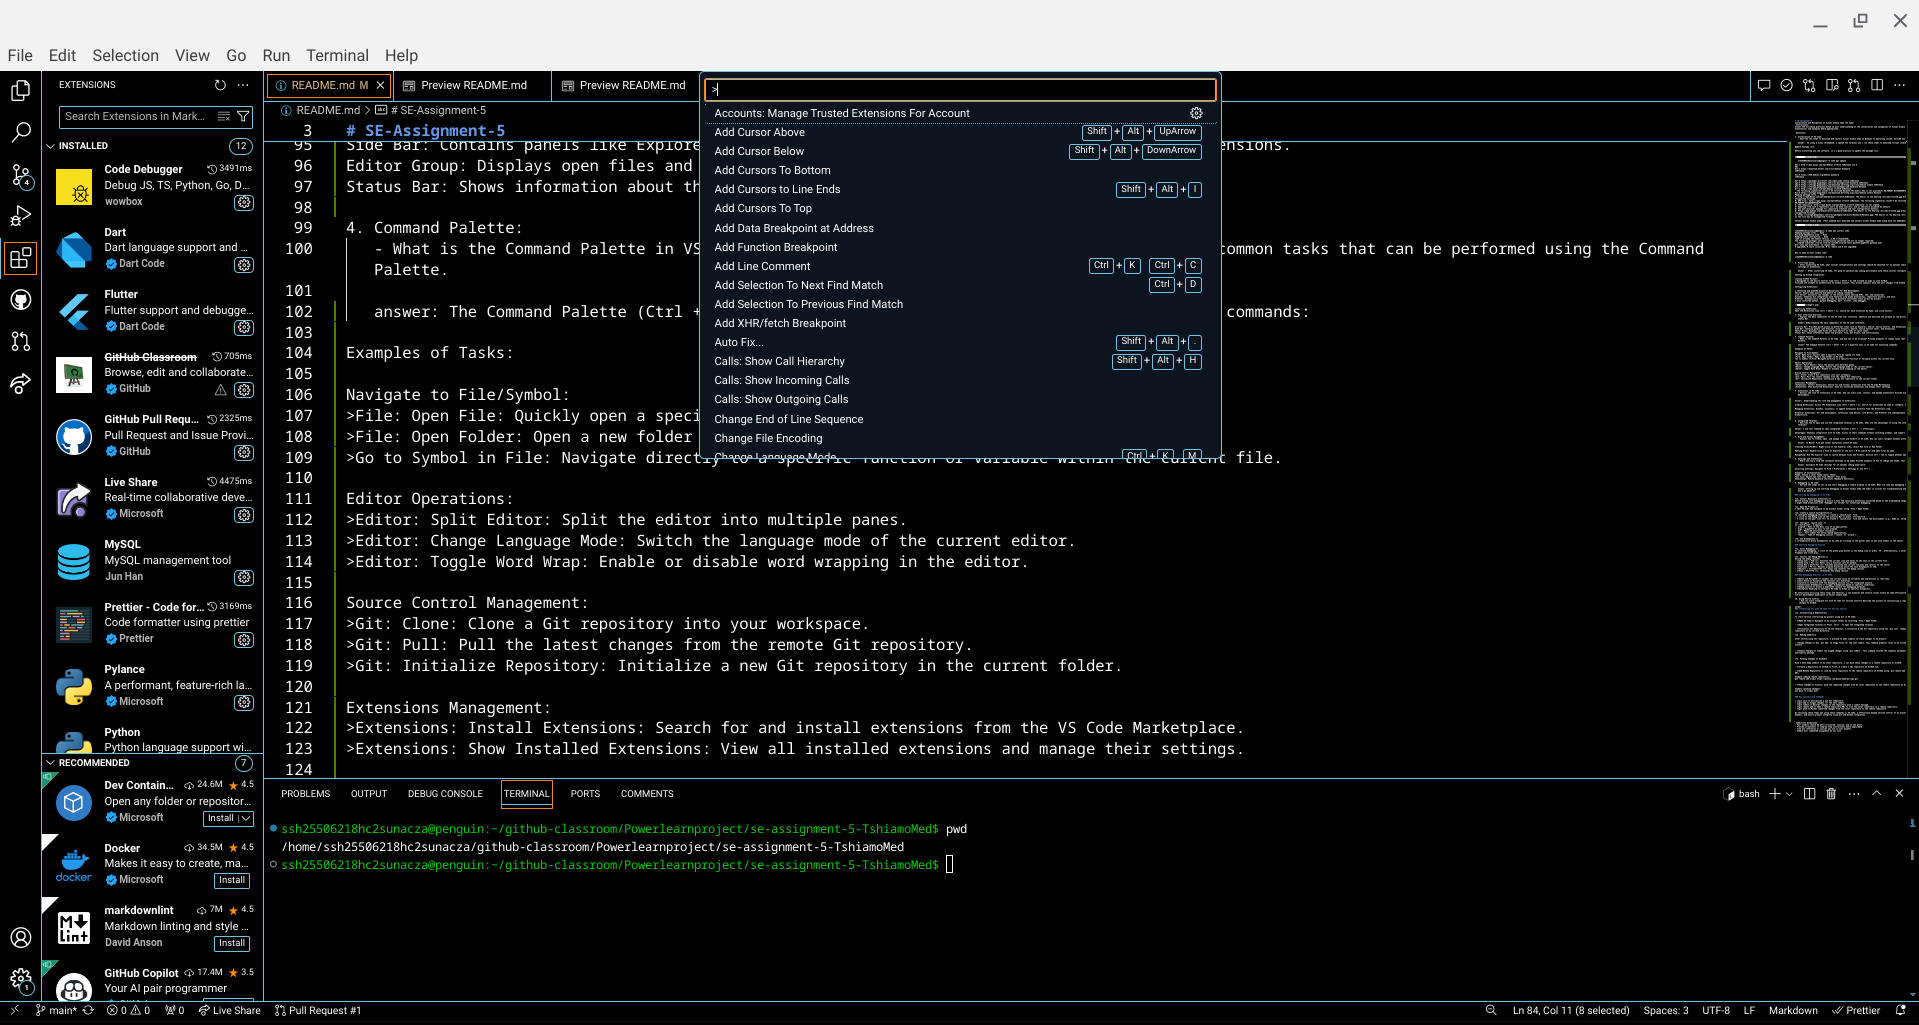 File Edit Selection View Go Run Terminal Help
EXTENSIONS
Search Extensions in Mark...
INSTALLED 12
Code Debugger 3491ms
Debug JS, TS, Python, Go, D...
wowbox
Dart
Dart language support and ...
Dart Code
Flutter
Flutter support and debugge...
Dart Code
GitHub Classroom 705ms
Browse, edit and collaborate...
GitHub
GitHub Pull Requ... 2325ms
Pull Request and Issue Provi...
GitHub
Live Share 4475ms
Real-time collaborative deve...
Microsoft
MySQL
MySQL management tool
Jun Han
Prettier - Code for... 3169ms
Code formatter using prettier
Prettier
Pylance
A performant, feature-rich la...
Microsoft
Python
Python language support wi...
RECOMMENDED 7
Dev Contain... 24.6M 4.5
Open any folder or repositor...
Microsoft Install
Docker 34.5M 4.5
Makes it easy to create, ma...
docker
Microsoft Install
markdownlint 7M 4.5
Markdown linting and style ...
David Anson Install
GitHub Copilot 17.4M 3.5
Your AI pair programmer
4
1
README.md M Preview README.md Preview README.md
README.md > # SE-Assignment-5
3 # SE-Assignment-5
95 Side Bar: Contains panels like Explore ensions.
96 Editor Group: Displays open files and
97 Status Bar: Shows information about th
98
99 4. Command Palette:
100 - What is the Command Palette in VS ommon tasks that can be performed using the Command
Palette.
101
102 answer: The Command Palette (Ctrl + commands:
103
104 Examples of Tasks:
105
106 Navigate to File/Symbol:
107 >File: Open File: Quickly open a speci
108 >File: Open Folder: Open a new folder
109 >Go to Symbol in File: Navigate directly to a specific function or variable within the current file.
110
111 Editor Operations:
112 >Editor: Split Editor: Split the editor into multiple panes.
113 >Editor: Change Language Mode: Switch the language mode of the current editor.
114 >Editor: Toggle Word Wrap: Enable or disable word wrapping in the editor.
115
116 Source Control Management:
117 >Git: Clone: Clone a Git repository into your workspace.
118 >Git: Pull: Pull the latest changes from the remote Git repository.
119 >Git: Initialize Repository: Initialize a new Git repository in the current folder.
120
121 Extensions Management:
122 >Extensions: Install Extensions: Search for and install extensions from the VS Code Marketplace.
123 >Extensions: Show Installed Extensions: View all installed extensions and manage their settings.
124
>
Accounts: Manage Trusted Extensions For Account
Add Cursor Above Shift + Alt + UpArrow
Add Cursor Below Shift + Alt + DownArrow
Add Cursors To Bottom
Add Cursors to Line Ends Shift + Alt + I
Add Cursors To Top
Add Data Breakpoint at Address
Add Function Breakpoint
Add Line Comment Ctrl + K Ctrl + C
Add Selection To Next Find Match Ctrl + D
Add Selection To Previous Find Match
Add XHR/fetch Breakpoint
Auto Fix... Shift + Alt + .
Calls: Show Call Hierarchy Shift + Alt + H
Calls: Show Incoming Calls
Calls: Show Outgoing Calls
Change End of Line Sequence
Change File Encoding
Change Language Mode Ctrl + K M
PROBLEMS OUTPUT DEBUG CONSOLE TERMINAL PORTS COMMENTS
bash
ssh25506218hc2sunacza@penguin:~/github-classroom/Powerlearnproject/se-assignment-5-TshiamoMed$ pwd
/home/ssh25506218hc2sunacza/github-classroom/Powerlearnproject/se-assignment-5-TshiamoMed
ssh25506218hc2sunacza@penguin:~/github-classroom/Powerlearnproject/se-assignment-5-TshiamoMed$
main* 0 0 0 Live Share Pull Request #1 Ln 84, Col 11 (8 selected) Spaces: 3 UTF-8 LF Markdown Prettier